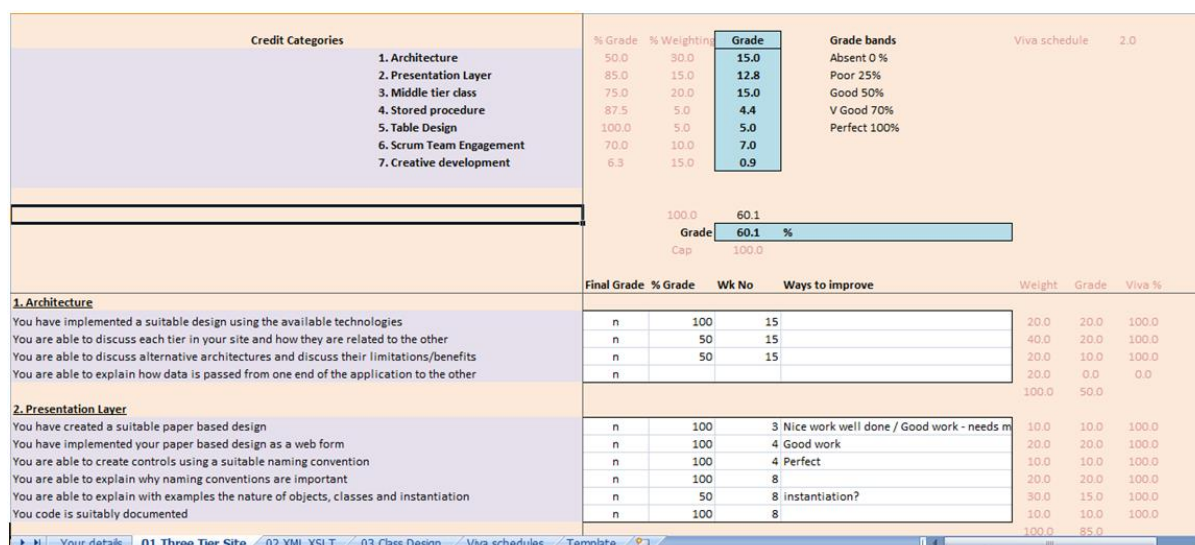 Credit Categories % Grade % Weighting Grade Grade bands Viva schedule 2.0
1. Architecture 50.0 30.0 15.0 Absent 0 %
2. Presentation Layer 85.0 15.0 12.8 Poor 25%
3. Middle tier class 75.0 20.0 15.0 Good 50%
4. Stored procedure 87.5 5.0 4.4 V Good 70%
5. Table Design 100.0 5.0 5.0 Perfect 100%
6. Scrum Team Engagement 70.0 10.0 7.0
7. Creative development 6.3 15.0 0.9
100.0 60.1
Grade 60.1 %
Cap 100.0
Final Grade % Grade Wk No Ways to improve Weight Grade Viva %
1. Architecture
You have implemented a suitable design using the available technologies n 100 15 20.0 20.0 100.0
You are able to discuss each tier in your site and how they are related to the other n 50 15 40.0 20.0 100.0
You are able to discuss alternative architectures and discuss their limitations/benefits n 50 15 20.0 10.0 100.0
You are able to explain how data is passed from one end of the application to the other n 20.0 0.0 0.0
100.0 50.0
2. Presentation Layer
You have created a suitable paper based design n 100 3 Nice work well done / Good work - needs m 10.0 10.0 100.0
You have implemented your paper based design as a web form n 100 4 Good work 20.0 20.0 100.0
You are able to create controls using a suitable naming convention n 100 4 Perfect 10.0 10.0 100.0
You are able to explain why naming conventions are important n 100 8 20.0 20.0 100.0
You are able to explain with examples the nature of objects, classes and instantiation n 50 8 instantiation? 30.0 15.0 100.0
You code is suitably documented n 100 8 10.0 10.0 100.0
100.0 85.0
Your details 01 Three Tier Site 02 XML XSLT 03 Class Design Viva schedules Template